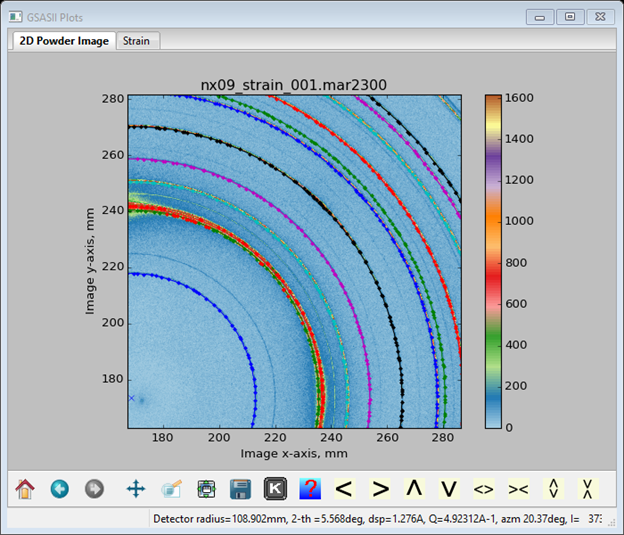 GSASII Plots
2D Powder Image Strain
nx09_strain_001.mar2300
280
260
240
220
200
180
180 200 220 240 260 280
Image y-axis, mm
Image x-axis, mm
1600
1400
1200
1000
800
600
400
200
0
K ? < > Λ V <> >< 
Detector radius=108.902mm, 2-th =5.568deg, dsp=1.276A, Q=4.92312A-1, azm 20.37deg, I= 373